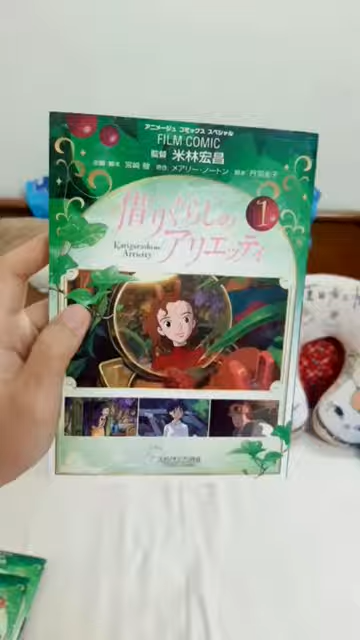 アニメージュ コミックス スペシャル
FILM COMIC
監督 米林宏昌
企画・脚本 宮崎 駿 原作 メアリー・ノートン 脚本 丹羽圭子
借りぐらしの
アリエッティ
1
Karigurashi no
Arrietty